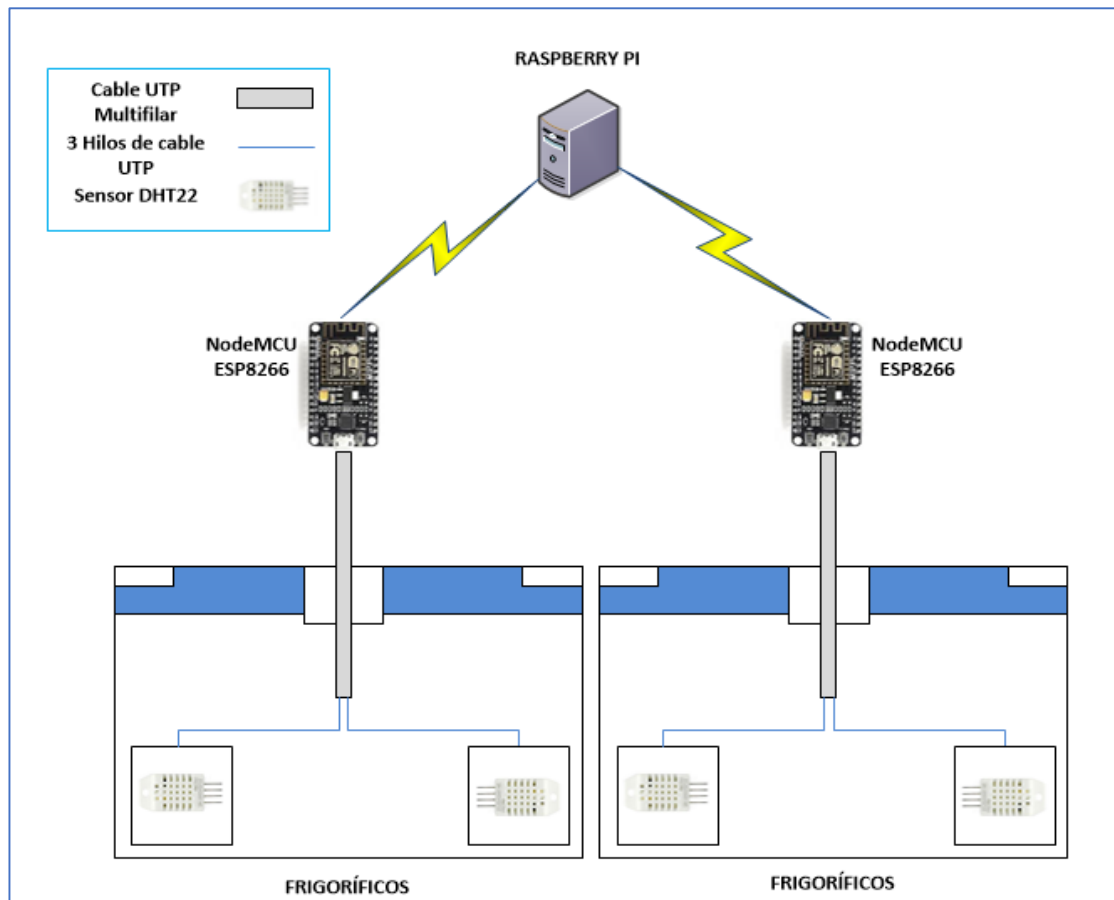 RASPBERRY PI
Cable UTP
Multifilar
3 Hilos de cable
UTP
Sensor DHT22
NodeMCU
ESP8266
NodeMCU
ESP8266
FRIGORÍFICOS
FRIGORÍFICOS